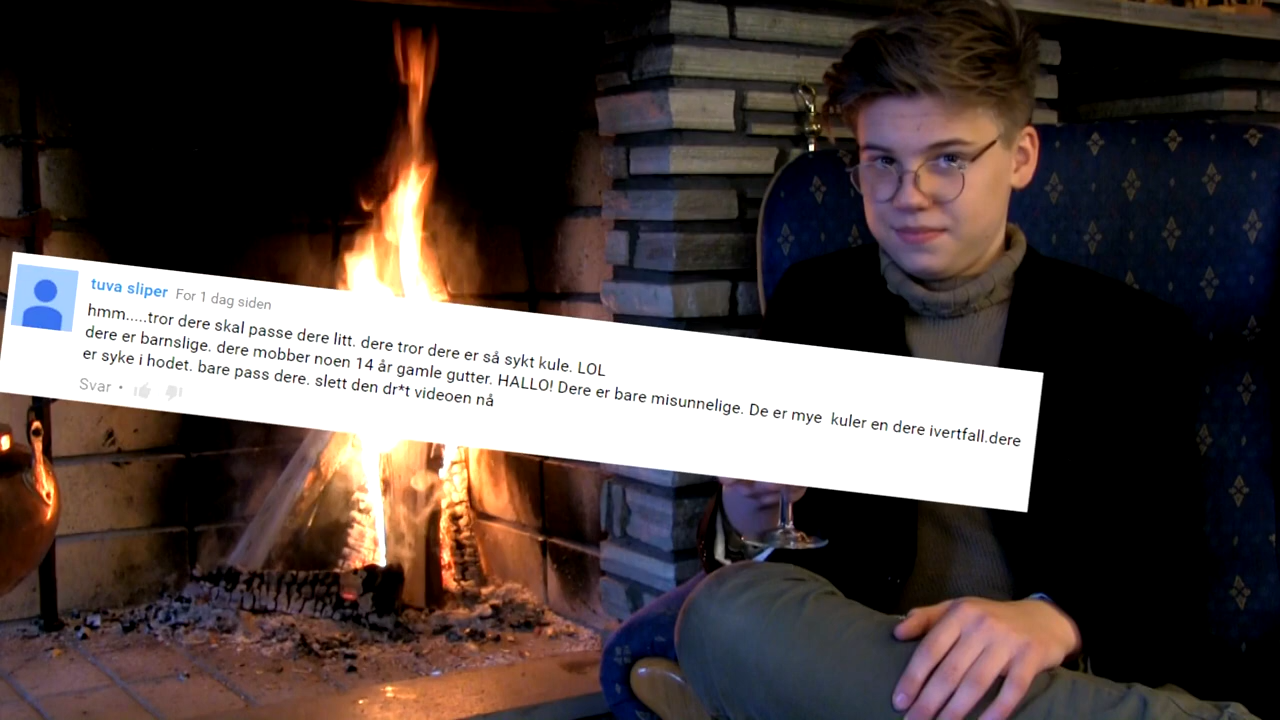 tuva sliper For 1 dag siden
hmm.....tror dere skal passe dere litt. dere tror dere er så sykt kule. LOL
dere er barnslige. dere mobber noen 14 år gamle gutter. HALLO! Dere er bare misunnelige. De er mye  kuler en dere ivertfall.dere
er syke i hodet. bare pass dere. slett den dr*t videoen nå
Svar •